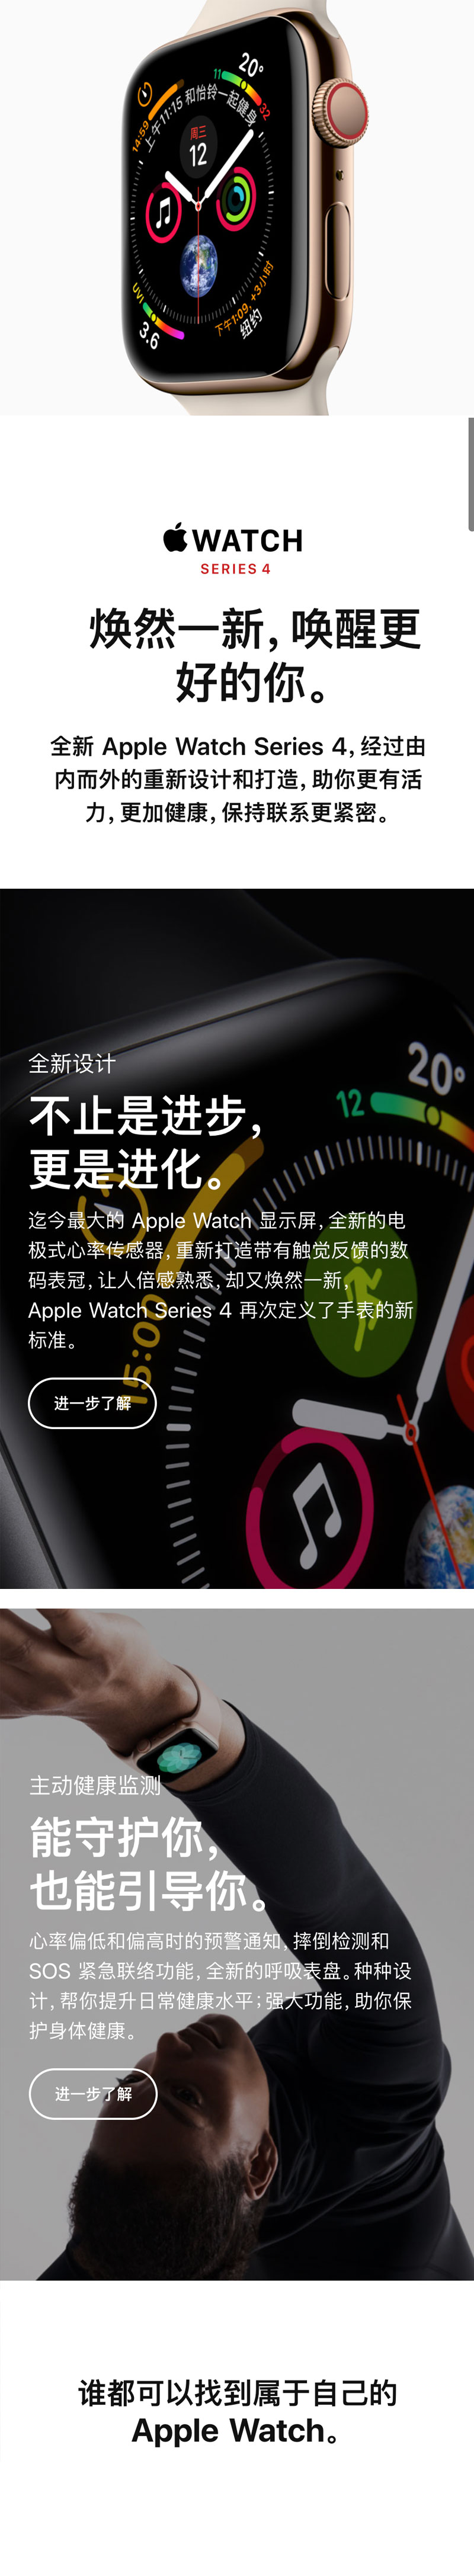 20°
11
32
14:59
上午11:15 和怡铃一起健身
周三
12
UVI
3.6
下午1:09, +3小时
纽约
WATCH
SERIES 4
焕然一新，唤醒更
好的你。
全新 Apple Watch Series 4，经过由
内而外的重新设计和打造，助你更有活
力，更加健康，保持联系更紧密。
20°
12
15:00
全新设计
不止是进步，
更是进化。
迄今最大的 Apple Watch 显示屏，全新的电
极式心率传感器，重新打造带有触觉反馈的数
码表冠，让人倍感熟悉，却又焕然一新，
Apple Watch Series 4 再次定义了手表的新
标准。
进一步了解
主动健康监测
能守护你，
也能引导你。
心率偏低和偏高时的预警通知，摔倒检测和
SOS 紧急联络功能，全新的呼吸表盘。种种设
计，帮你提升日常健康水平；强大功能，助你保
护身体健康。
进一步了解
谁都可以找到属于自己的
Apple Watch。